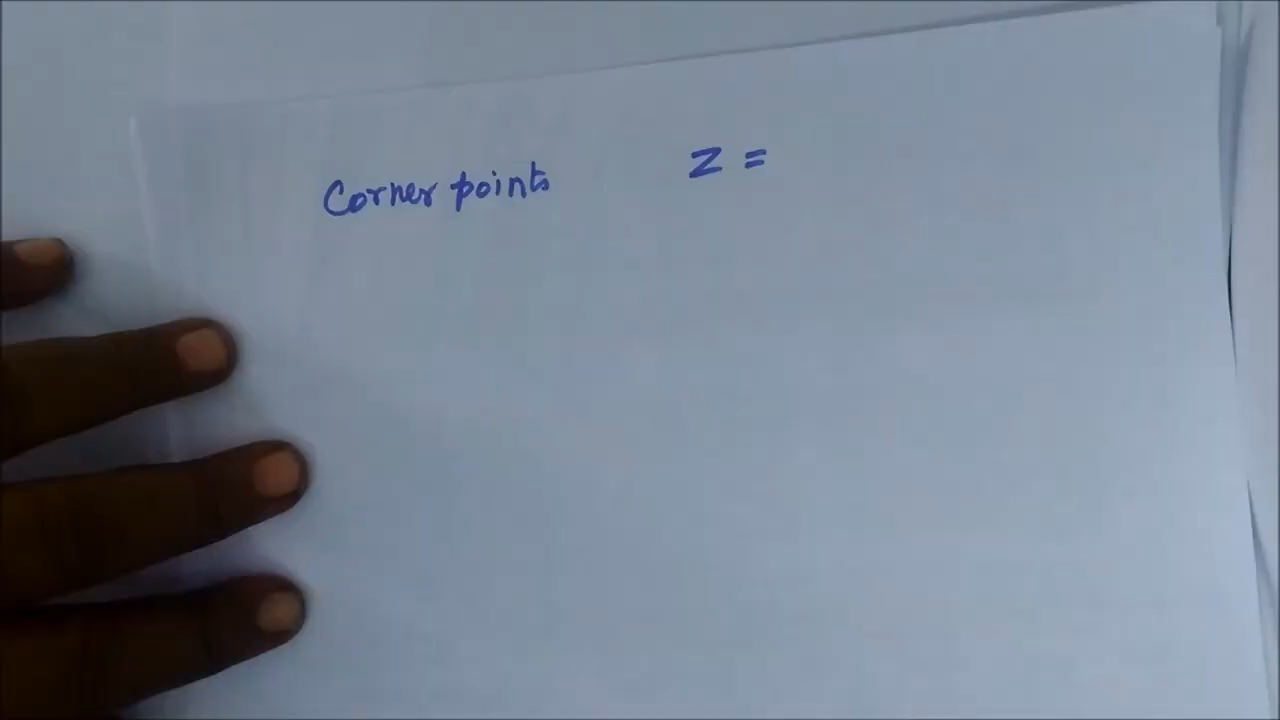 Corner points Z =